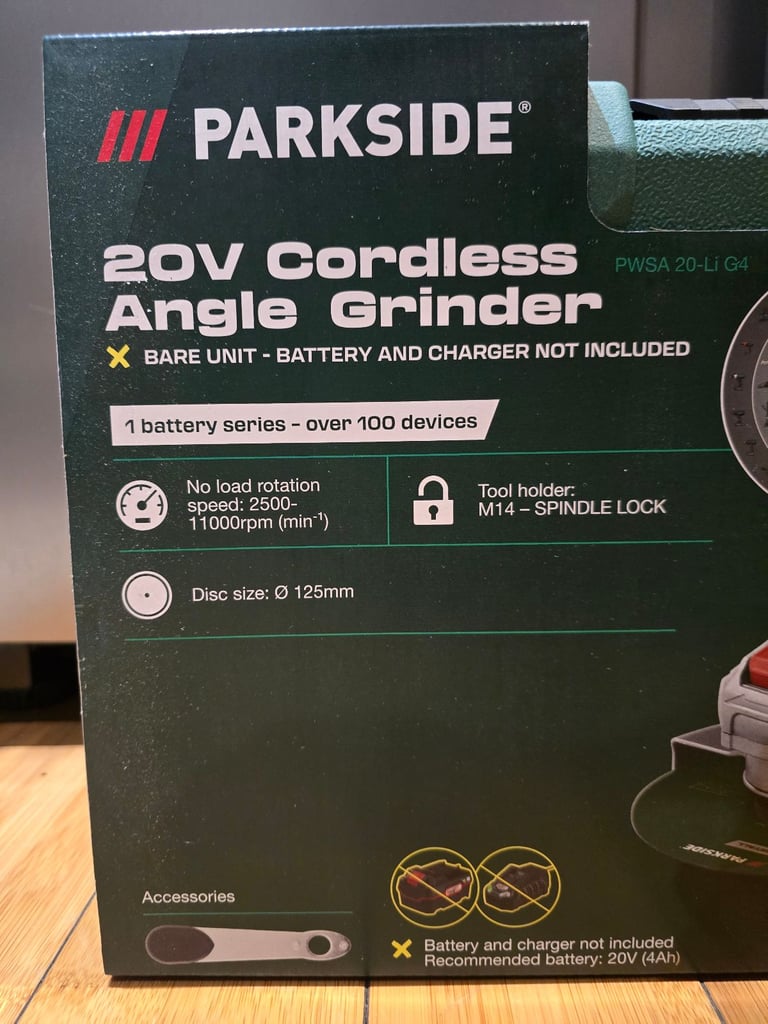 PARKSIDE®
20V Cordless
Angle Grinder
PWSA 20-Li G4
BARE UNIT - BATTERY AND CHARGER NOT INCLUDED
1 battery series - over 100 devices
No load rotation
speed: 2500-
11000rpm (min⁻¹)
Tool holder:
M14 – SPINDLE LOCK
Disc size: Ø 125mm
PARKSIDE
Accessories
Battery and charger not included
Recommended battery: 20V (4Ah)